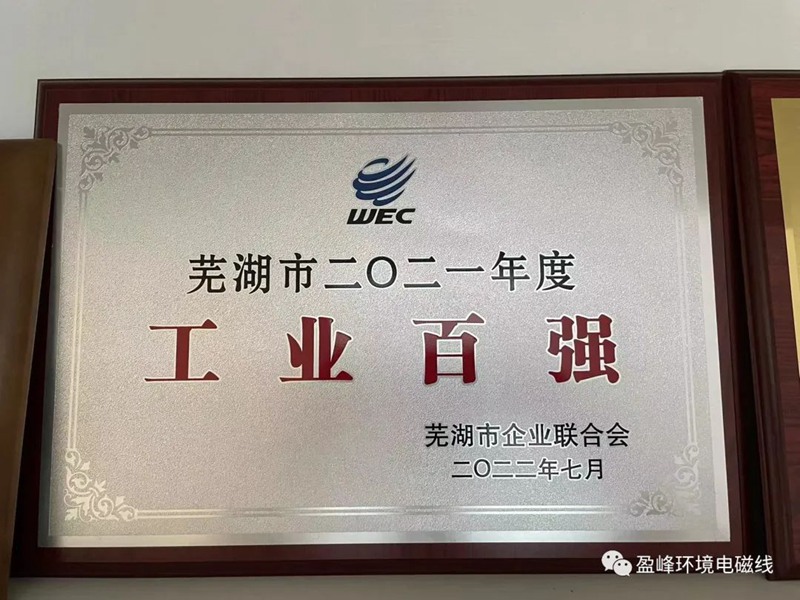 WEC
芜湖市二〇二一年度
工业百强
芜湖市企业联合会
二〇二二年七月
盈峰环境电磁线